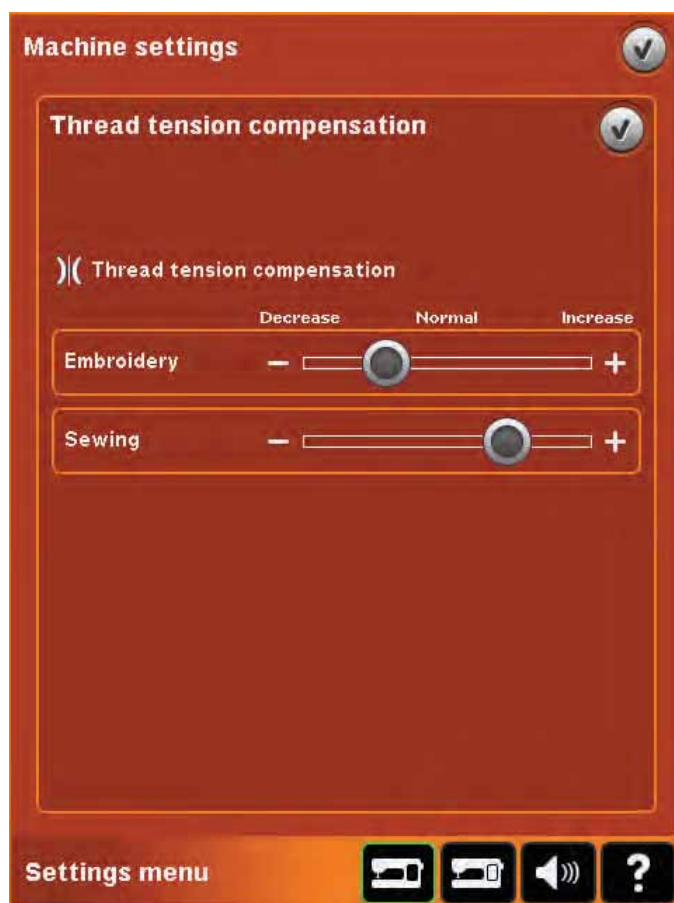 Machine settings
Thread tension compensation
Thread tension compensation
Decrease Normal Increase
Embroidery − +
Sewing − +
Settings menu ?